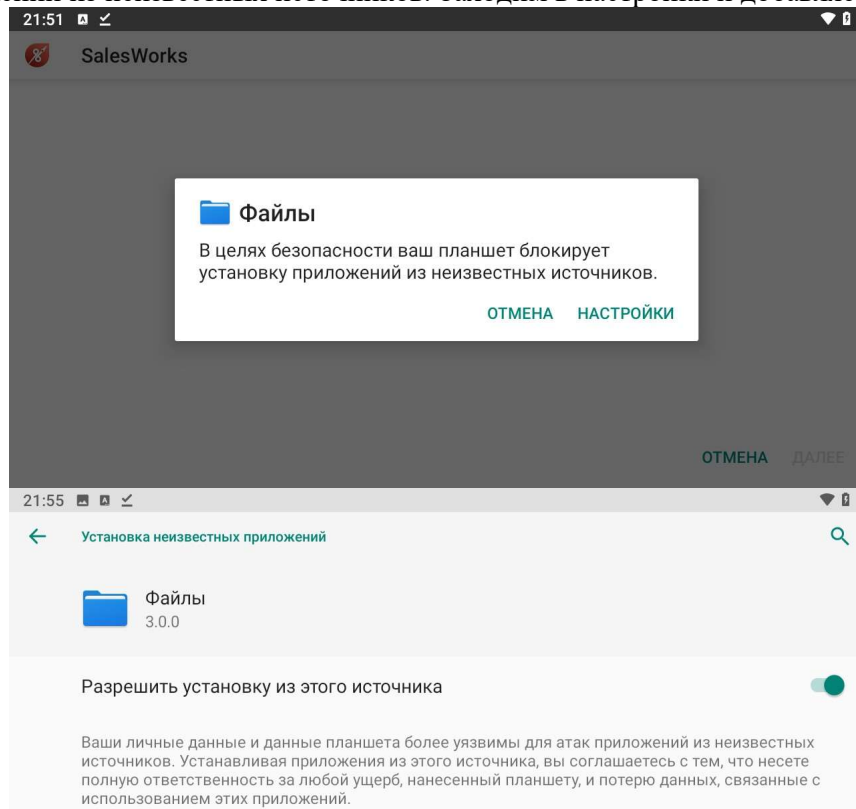 21:51
SalesWorks
Файлы
В целях безопасности ваш планшет блокирует
установку приложений из неизвестных источников.
ОТМЕНА НАСТРОЙКИ
ОТМЕНА ДАЛЕЕ
21:55
Установка неизвестных приложений
Файлы
3.0.0
Разрешить установку из этого источника
Ваши личные данные и данные планшета более уязвимы для атак приложений из неизвестных
источников. Устанавливая приложения из этого источника, вы соглашаетесь с тем, что несете
полную ответственность за любой ущерб, нанесенный планшету, и потерю данных, связанные с
использованием этих приложений.